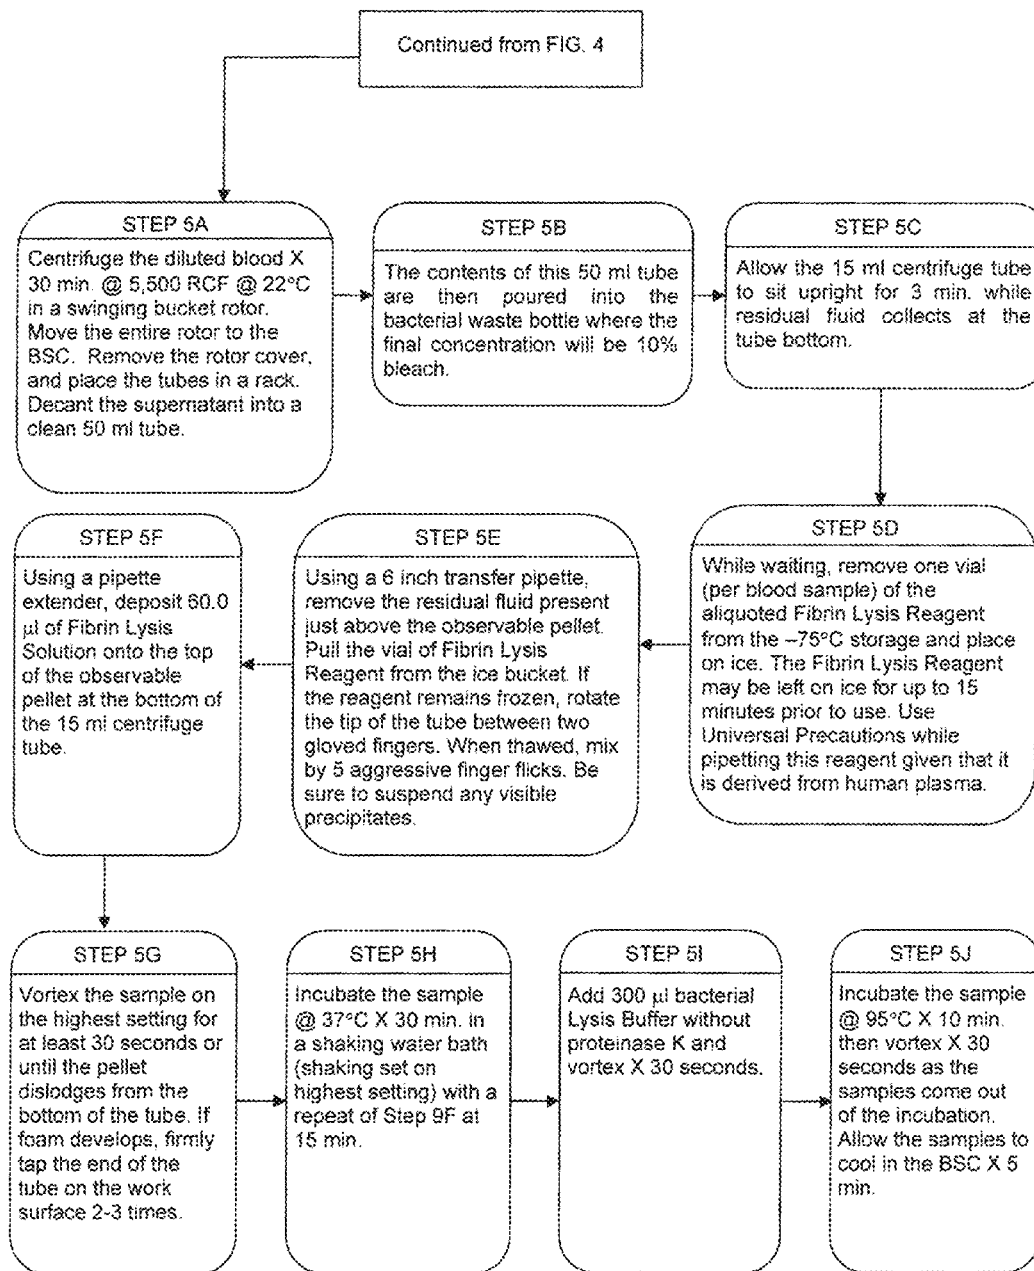 Continued from FIG. 4
STEP 5A
Centrifuge the diluted blood X
30 min. @ 5,500 RCF @ 22°C
in a swinging bucket rotor.
Move the entire rotor to the
BSC. Remove the rotor cover,
and place the tubes in a rack.
Decant the supernatant into a
clean 50 ml tube.
STEP 5B
The contents of this 50 ml tube
are then poured into the
bacterial waste bottle where the
final concentration will be 10%
bleach.
STEP 5C
Allow the 15 ml centrifuge tube
to sit upright for 3 min. while
residual fluid collects at the
tube bottom.
STEP 5D
While waiting, remove one vial
(per blood sample) of the
aliquoted Fibrin Lysis Reagent
from the –75°C storage and place
on ice. The Fibrin Lysis Reagent
may be left on ice for up to 15
minutes prior to use. Use
Universal Precautions while
pipetting this reagent given that it
is derived from human plasma.
STEP 5E
Using a 6 inch transfer pipette,
remove the residual fluid present
just above the observable pellet.
Pull the vial of Fibrin Lysis
Reagent from the ice bucket. If
the reagent remains frozen, rotate
the tip of the tube between two
gloved fingers. When thawed, mix
by 5 aggressive finger flicks. Be
sure to suspend any visible
precipitates.
STEP 5F
Using a pipette
extender, deposit 60.0
µl of Fibrin Lysis
Solution onto the top
of the observable
pellet at the bottom of
the 15 ml centrifuge
tube.
STEP 5G
Vortex the sample on
the highest setting for
at least 30 seconds or
until the pellet
dislodges from the
bottom of the tube. If
foam develops, firmly
tap the end of the
tube on the work
surface 2-3 times.
STEP 5H
Incubate the sample
@ 37°C X 30 min. in
a shaking water bath
(shaking set on
highest setting) with a
repeat of Step 9F at
15 min.
STEP 5I
Add 300 µl bacterial
Lysis Buffer without
proteinase K and
vortex X 30 seconds.
STEP 5J
Incubate the sample
@ 95°C X 10 min.
then vortex X 30
seconds as the
samples come out
of the incubation.
Allow the samples to
cool in the BSC X 5
min.